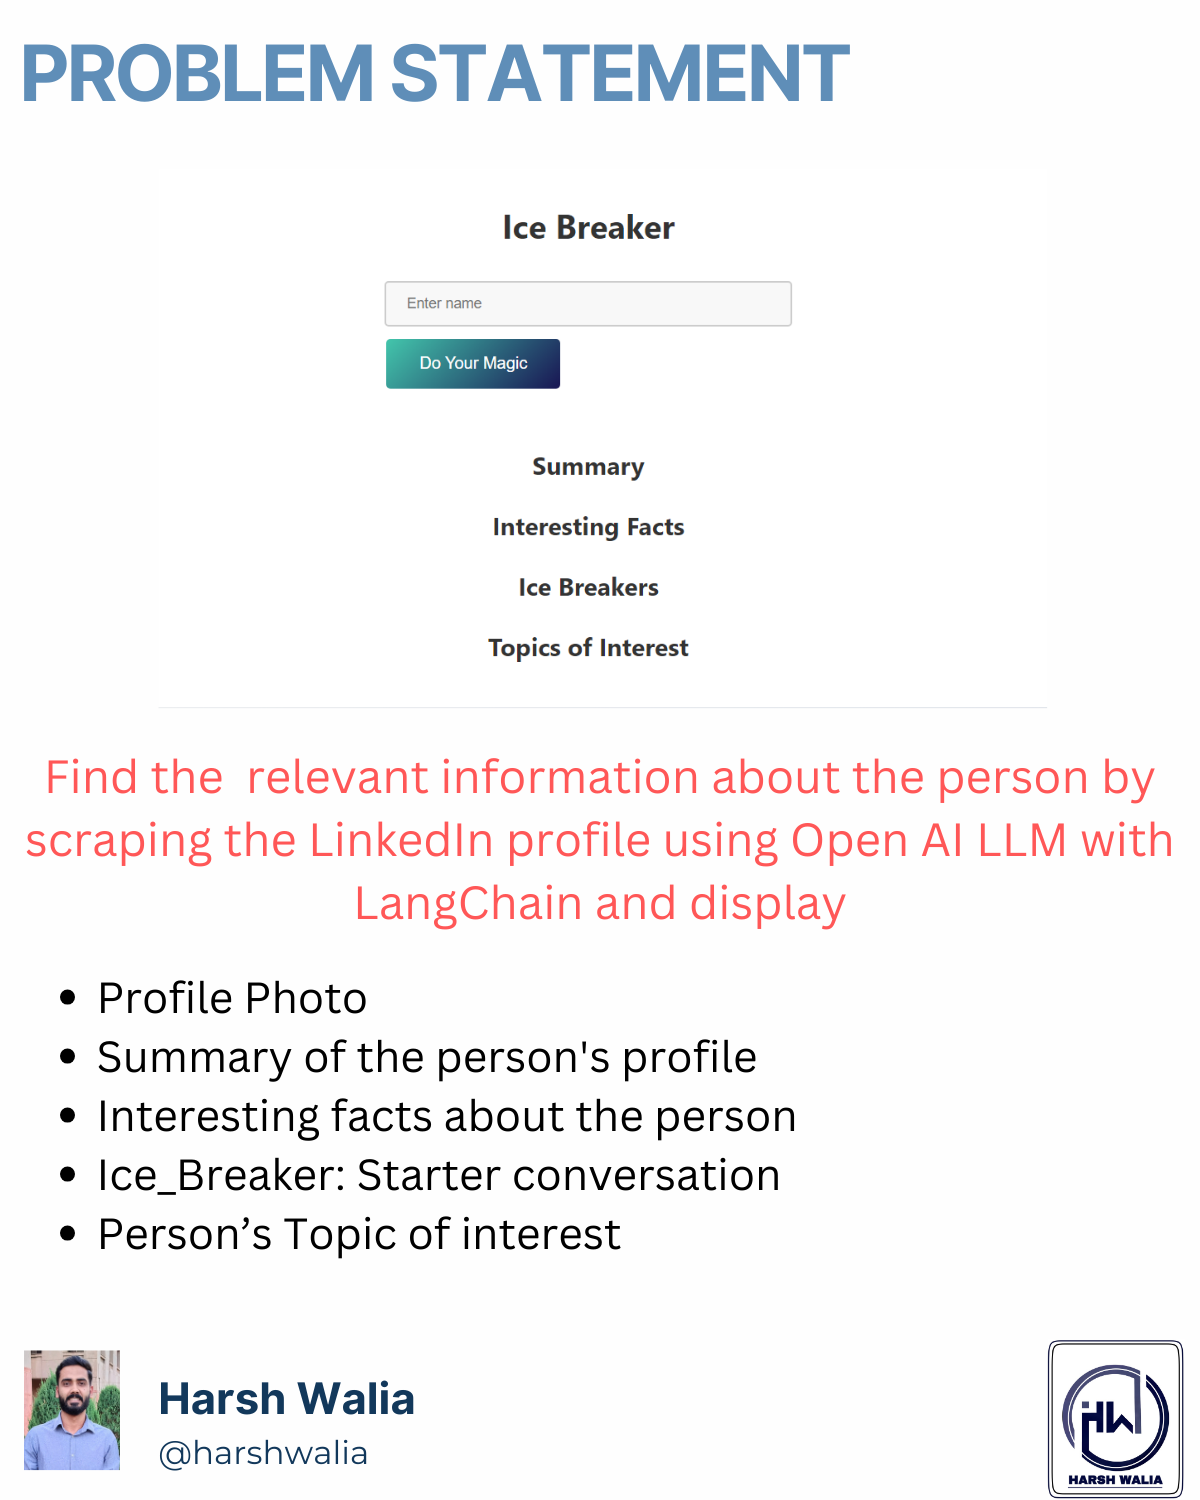 PROBLEM STATEMENT
Ice Breaker
Enter name
Do Your Magic
Summary
Interesting Facts
Ice Breakers
Topics of Interest
Find the  relevant information about the person by
scraping the LinkedIn profile using Open AI LLM with
LangChain and display
• Profile Photo
• Summary of the person's profile
• Interesting facts about the person
• Ice_Breaker: Starter conversation
• Person’s Topic of interest
Harsh Walia
@harshwalia
HW
HARSH WALIA